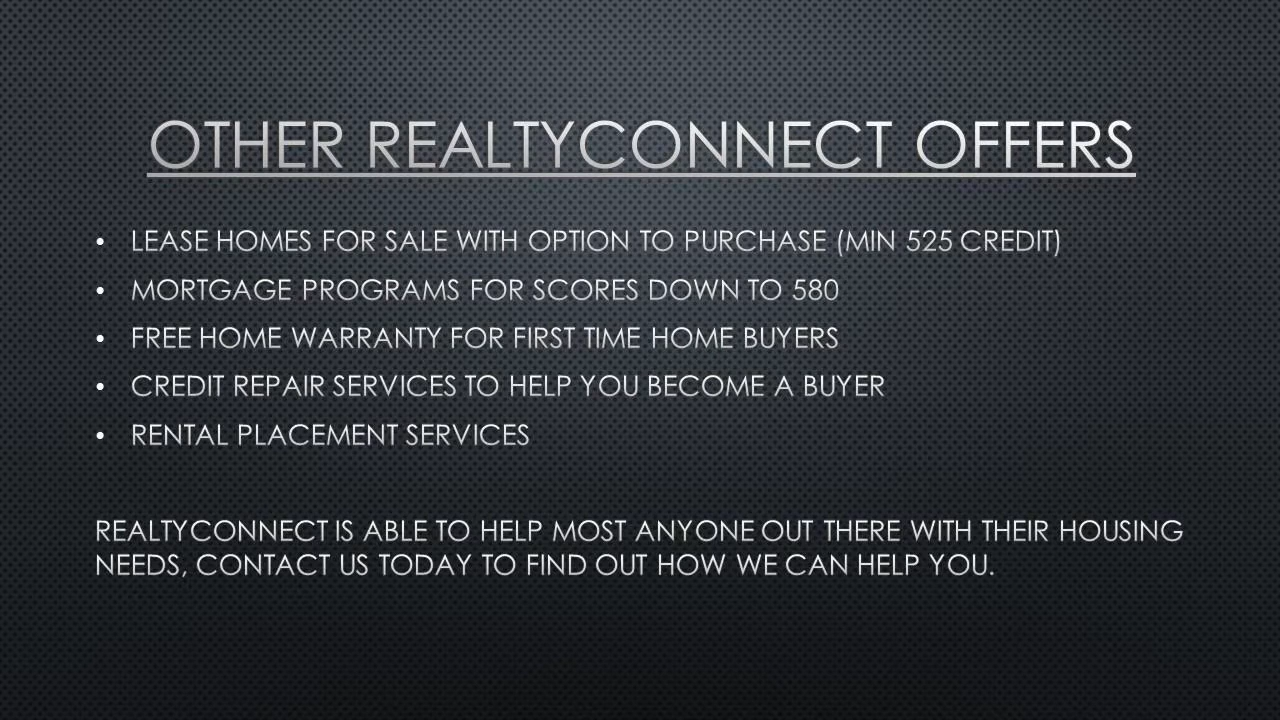 OTHER REALTYCONNECT OFFERS
• LEASE HOMES FOR SALE WITH OPTION TO PURCHASE (MIN 525 CREDIT)
• MORTGAGE PROGRAMS FOR SCORES DOWN TO 580
• FREE HOME WARRANTY FOR FIRST TIME HOME BUYERS
• CREDIT REPAIR SERVICES TO HELP YOU BECOME A BUYER
• RENTAL PLACEMENT SERVICES
REALTYCONNECT IS ABLE TO HELP MOST ANYONE OUT THERE WITH THEIR HOUSING
NEEDS, CONTACT US TODAY TO FIND OUT HOW WE CAN HELP YOU.